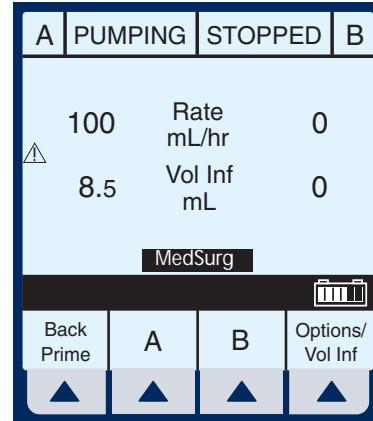 A PUMPING STOPPED B
100 Rate mL/hr 0
8.5 Vol Inf mL 0
MedSurg
Back Prime A B Options/ Vol Inf